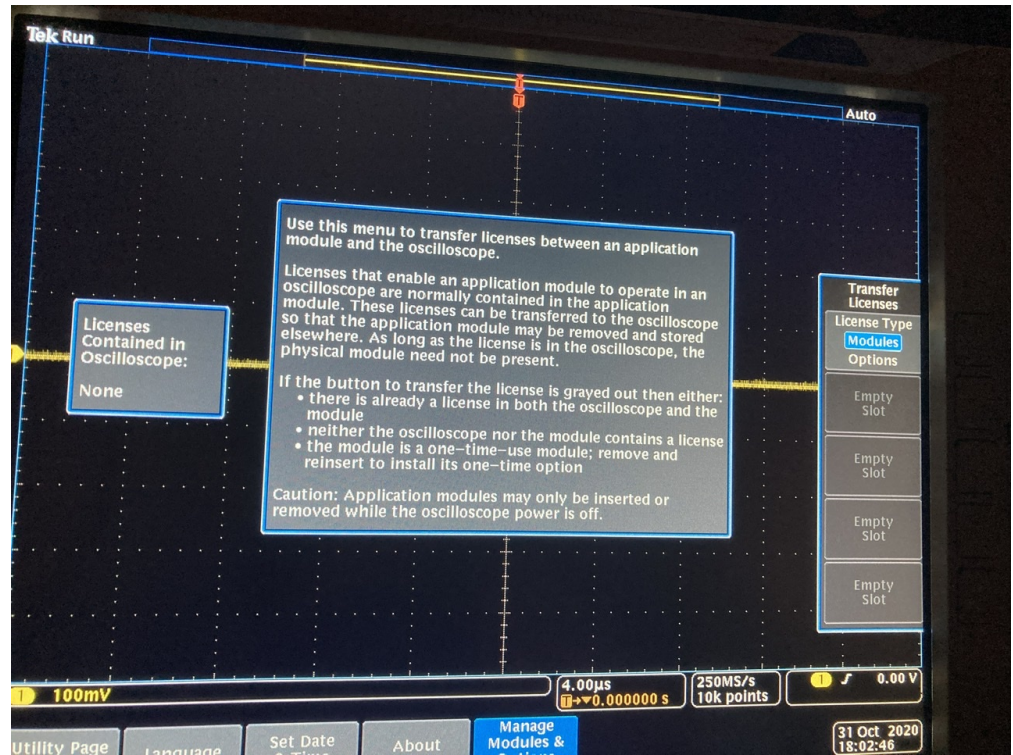 Tek Run
Auto
Use this menu to transfer licenses between an application
module and the oscilloscope.
Licenses that enable an application module to operate in an
oscilloscope are normally contained in the application
module. These licenses can be transferred to the oscilloscope
so that the application module may be removed and stored
elsewhere. As long as the license is in the oscilloscope, the
physical module need not be present.
If the button to transfer the license is grayed out then either:
• there is already a license in both the oscilloscope and the
module
• neither the oscilloscope nor the module contains a license
• the module is a one-time-use module; remove and
reinsert to install its one-time option
Caution: Application modules may only be inserted or
removed while the oscilloscope power is off.
Licenses
Contained in
Oscilloscope:
None
Transfer
Licenses
License Type
Modules
Options
Empty
Slot
Empty
Slot
Empty
Slot
Empty
Slot
1 100mV
4.00µs
T→▼0.000000 s
250MS/s
10k points
1 0.00 V
Utility Page
Language
Set Date
& Time
About
Manage
Modules &
31 Oct 2020
18:02:46